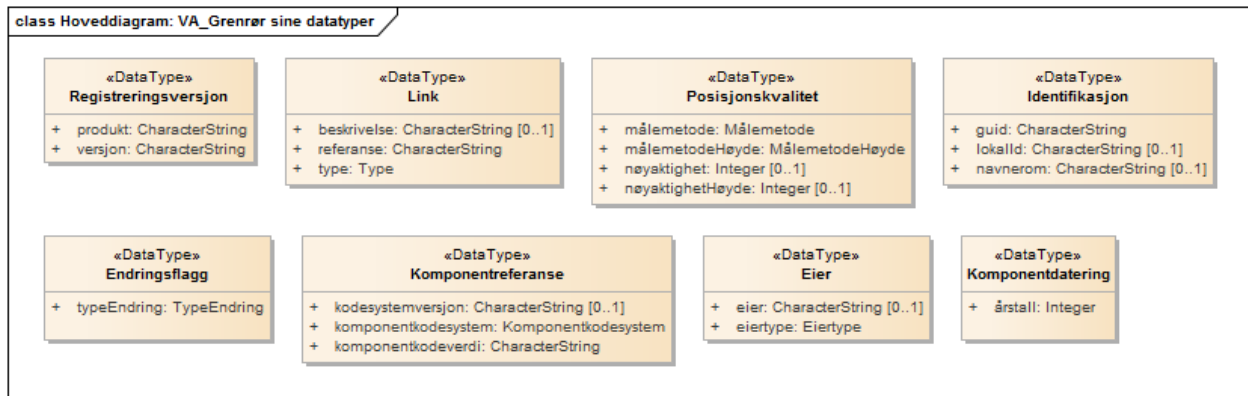 class Hoveddiagram: VA_Grenrør sine datatyper
«DataType»
Registreringsversjon
+ produkt: CharacterString
+ versjon: CharacterString
«DataType»
Link
+ beskrivelse: CharacterString [0..1]
+ referanse: CharacterString
+ type: Type
«DataType»
Posisjonskvalitet
+ målemetode: Målemetode
+ målemetodeHøyde: MålemetodeHøyde
+ nøyaktighet: Integer [0..1]
+ nøyaktighetHøyde: Integer [0..1]
«DataType»
Identifikasjon
+ guid: CharacterString
+ lokalId: CharacterString [0..1]
+ navnerom: CharacterString [0..1]
«DataType»
Endringsflagg
+ typeEndring: TypeEndring
«DataType»
Komponentreferanse
+ kodesystemversjon: CharacterString [0..1]
+ komponentkodesystem: Komponentkodesystem
+ komponentkodeverdi: CharacterString
«DataType»
Eier
+ eier: CharacterString [0..1]
+ eiertype: Eiertype
«DataType»
Komponentdatering
+ årstall: Integer